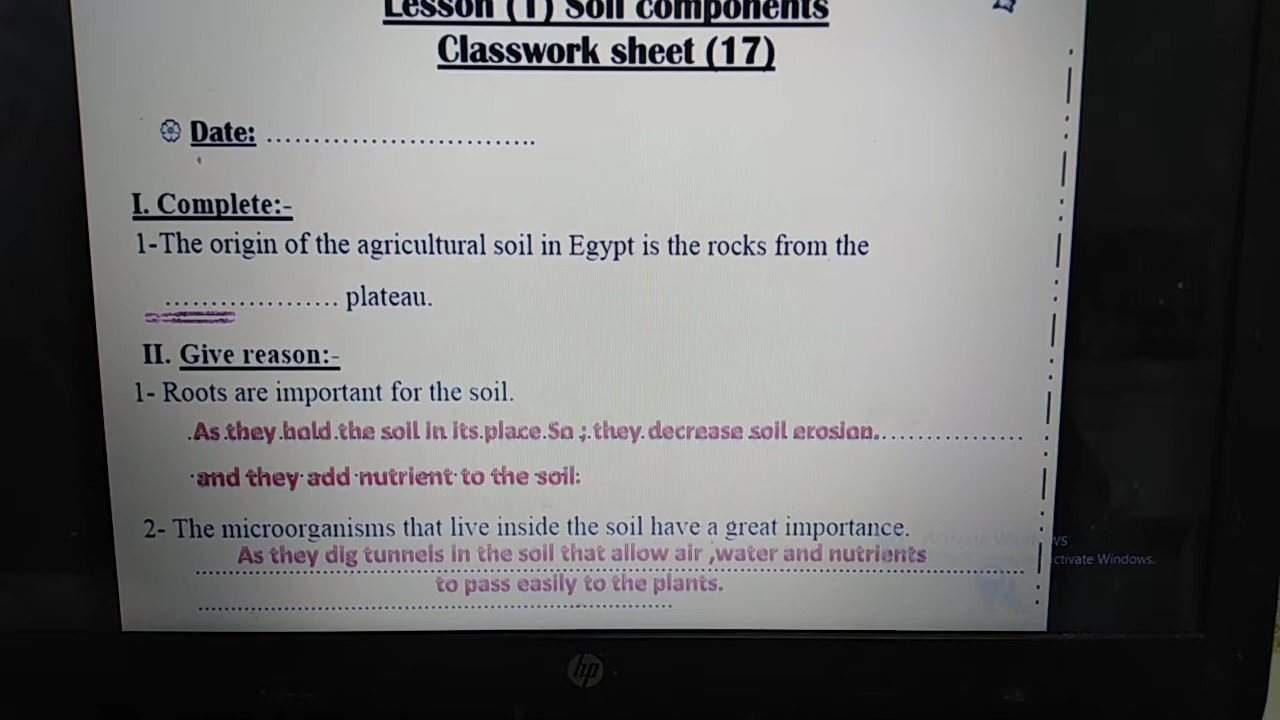 Lesson (1) Soil components
Classwork sheet (17)
Date: ............................
I. Complete:-
1-The origin of the agricultural soil in Egypt is the rocks from the
................... plateau.
II. Give reason:-
1- Roots are important for the soil.
.As they hold the soil in its place.So ; they decrease soil erosion................
and they add nutrient to the soil.
2- The microorganisms that live inside the soil have a great importance.
As they dig tunnels in the soil that allow air ,water and nutrients
to pass easily to the plants.
ctivate Windows.
hp